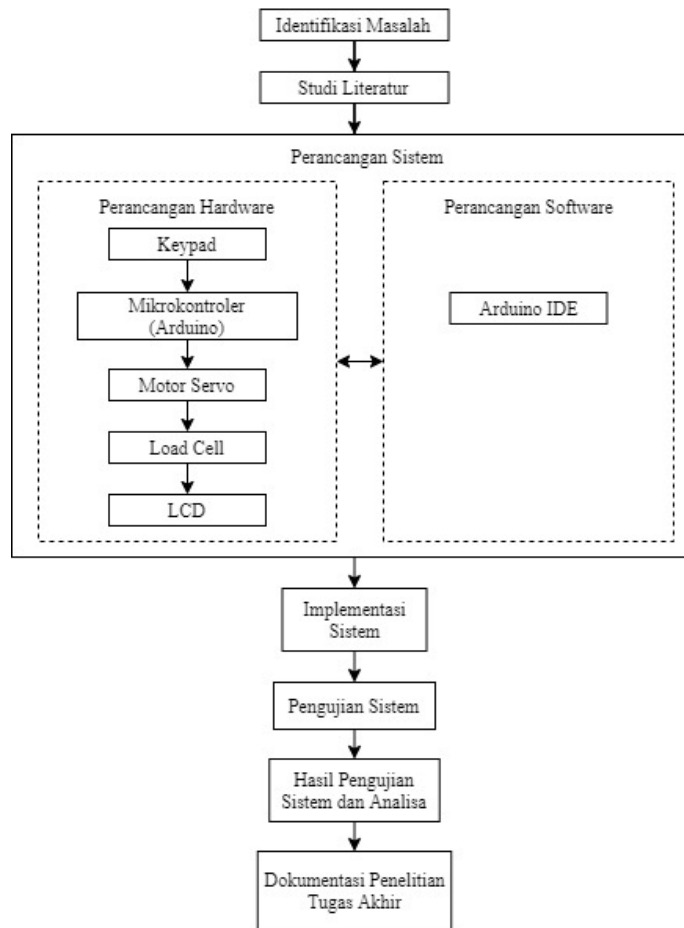 Identifikasi Masalah
Studi Literatur
Perancangan Sistem
Perancangan Hardware
Keypad
Mikrokontroler
(Arduino)
Motor Servo
Load Cell
LCD
Perancangan Software
Arduino IDE
Implementasi
Sistem
Pengujian Sistem
Hasil Pengujian
Sistem dan Analisa
Dokumentasi Penelitian
Tugas Akhir